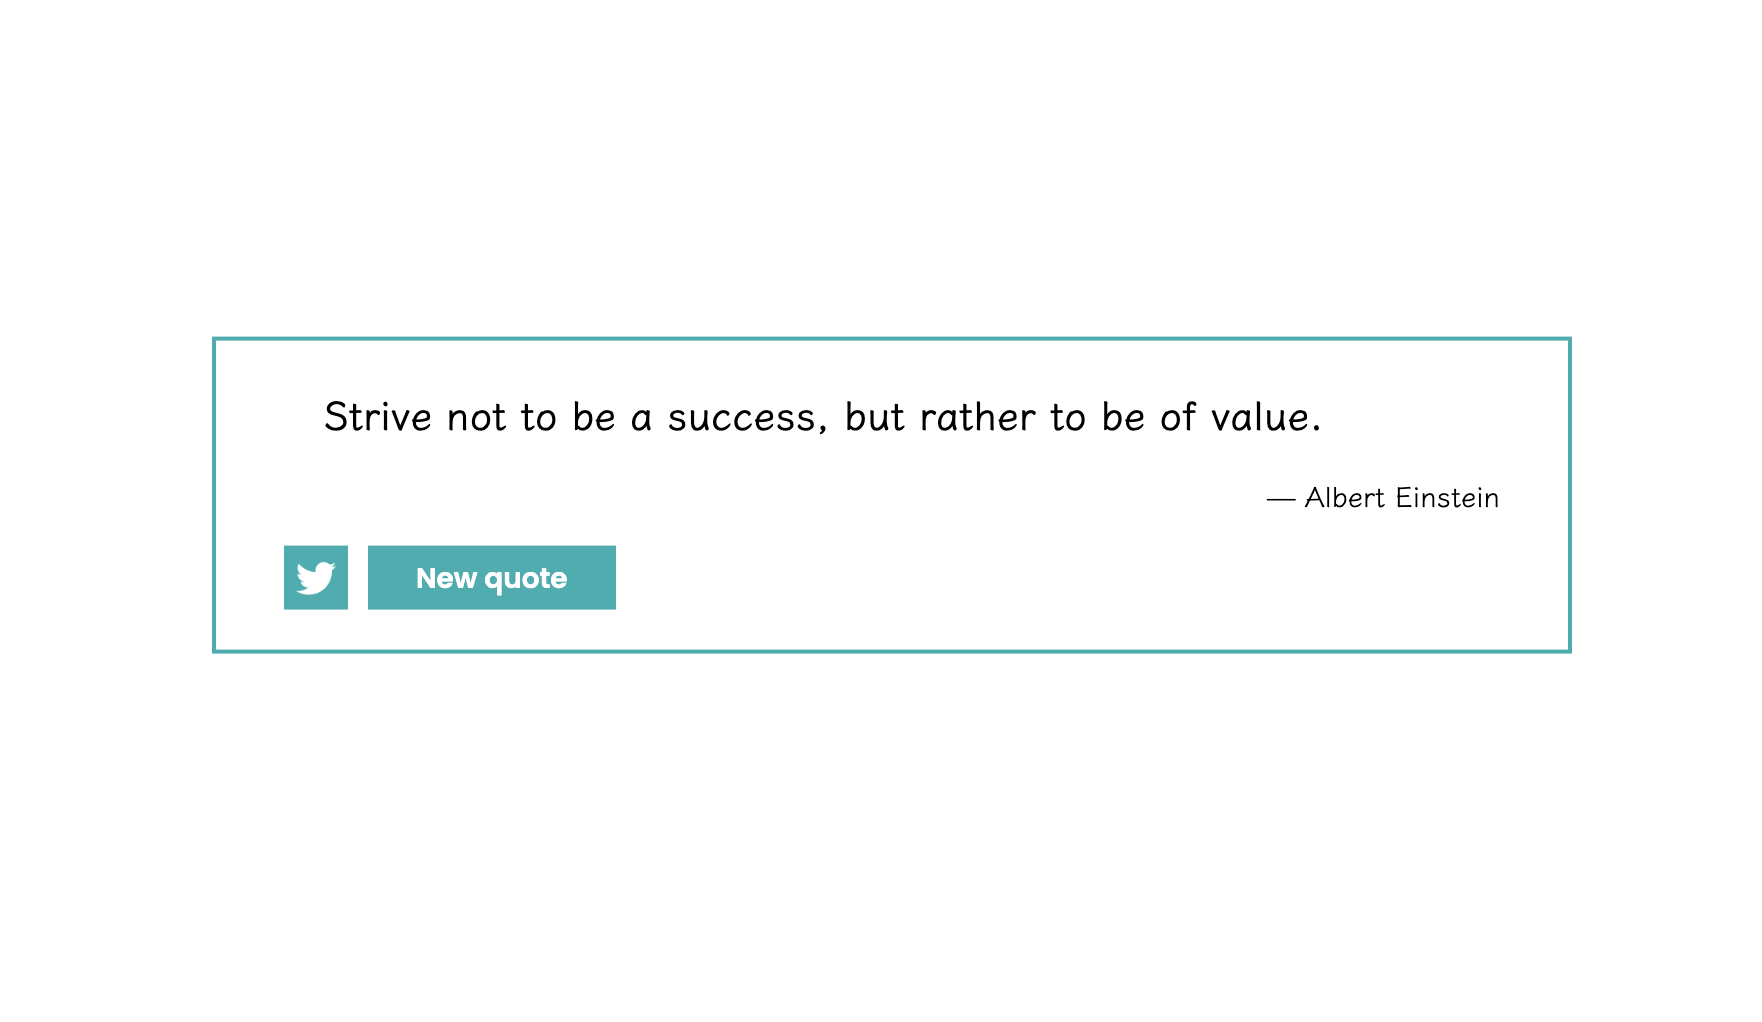 Strive not to be a success, but rather to be of value.
— Albert Einstein
New quote